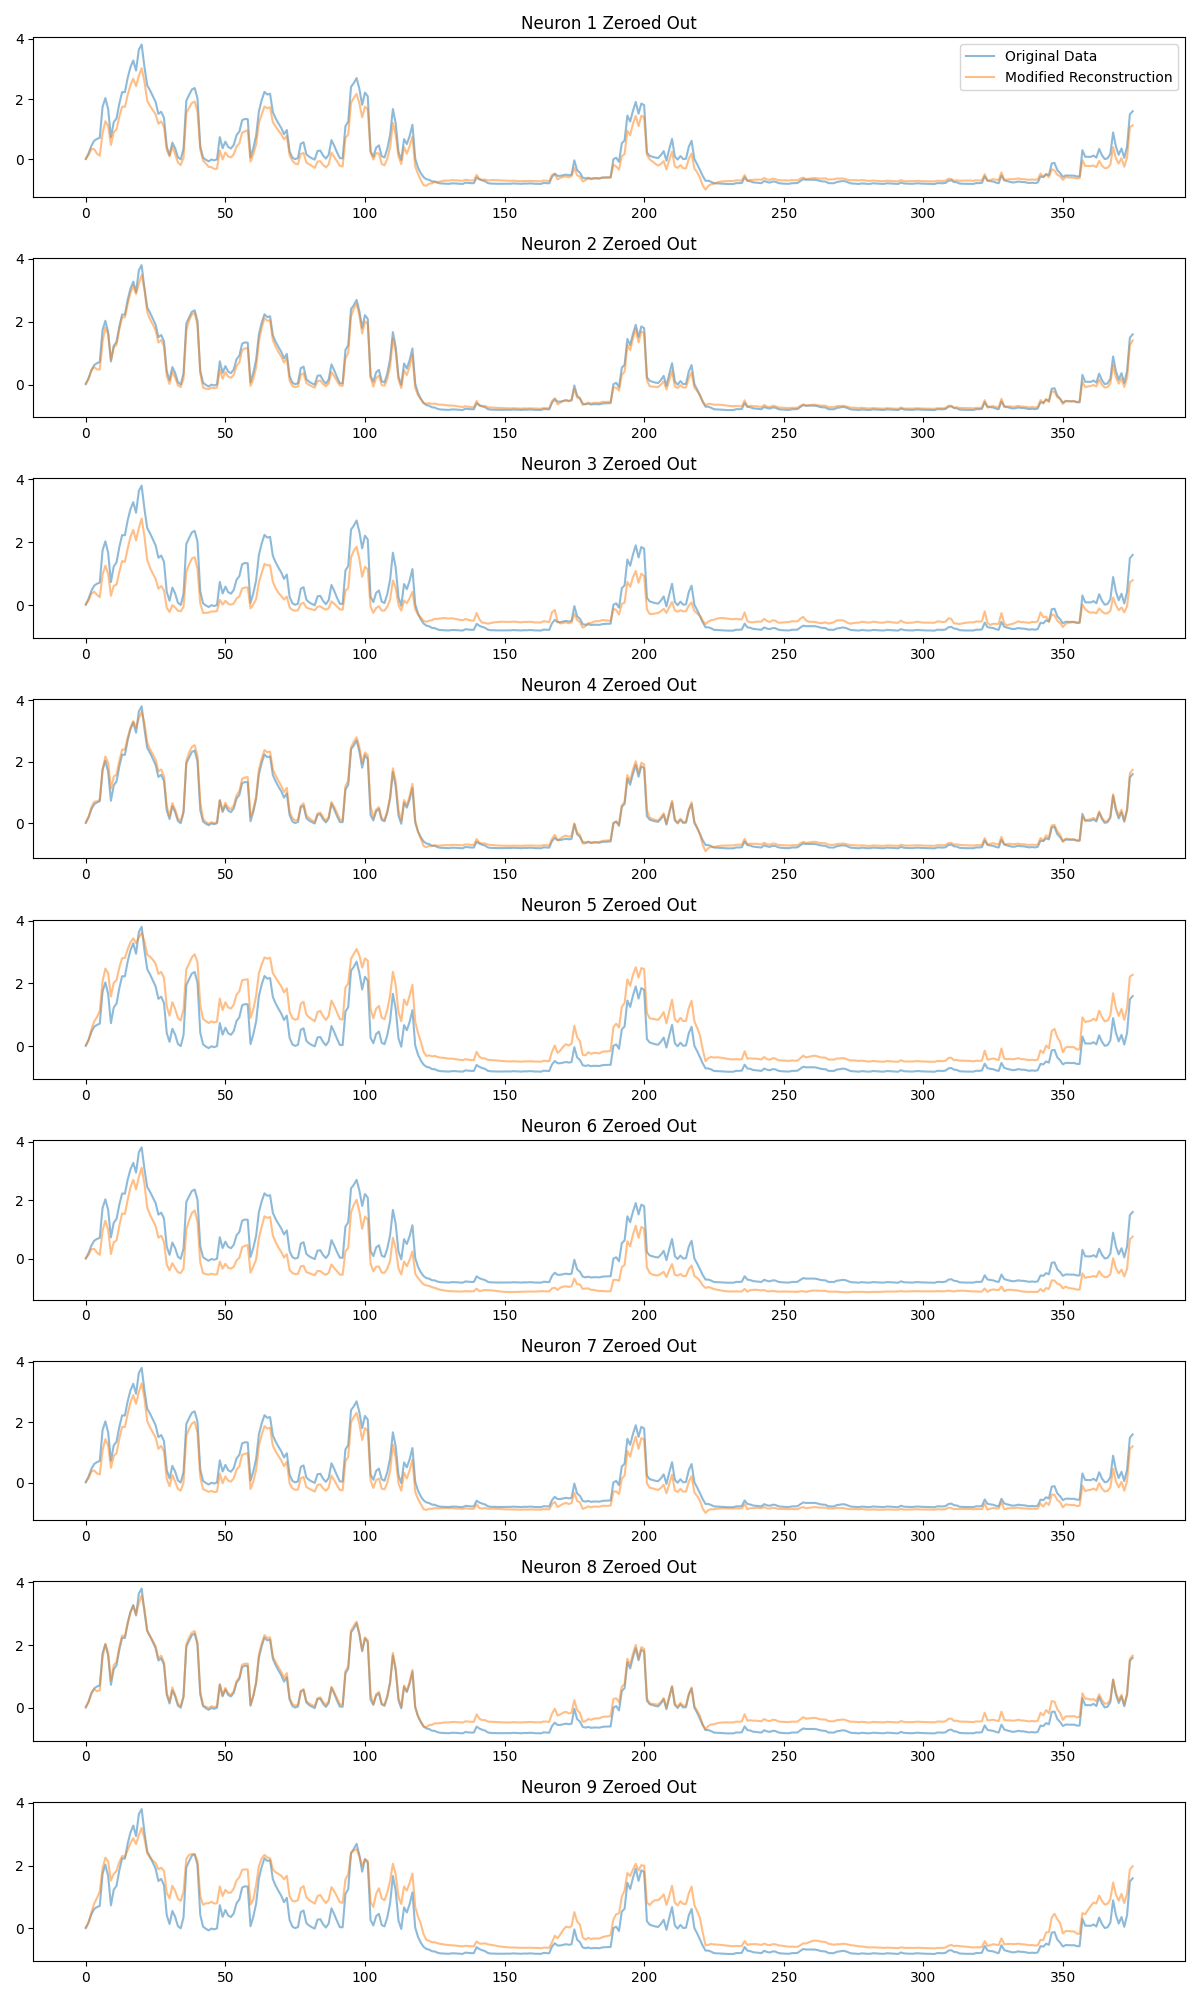 Neuron 1 Zeroed Out
4
2
0
Original Data
Modified Reconstruction
0 50 100 150 200 250 300 350
Neuron 2 Zeroed Out
4
2
0
0 50 100 150 200 250 300 350
Neuron 3 Zeroed Out
4
2
0
0 50 100 150 200 250 300 350
Neuron 4 Zeroed Out
4
2
0
0 50 100 150 200 250 300 350
Neuron 5 Zeroed Out
4
2
0
0 50 100 150 200 250 300 350
Neuron 6 Zeroed Out
4
2
0
0 50 100 150 200 250 300 350
Neuron 7 Zeroed Out
4
2
0
0 50 100 150 200 250 300 350
Neuron 8 Zeroed Out
4
2
0
0 50 100 150 200 250 300 350
Neuron 9 Zeroed Out
4
2
0
0 50 100 150 200 250 300 350